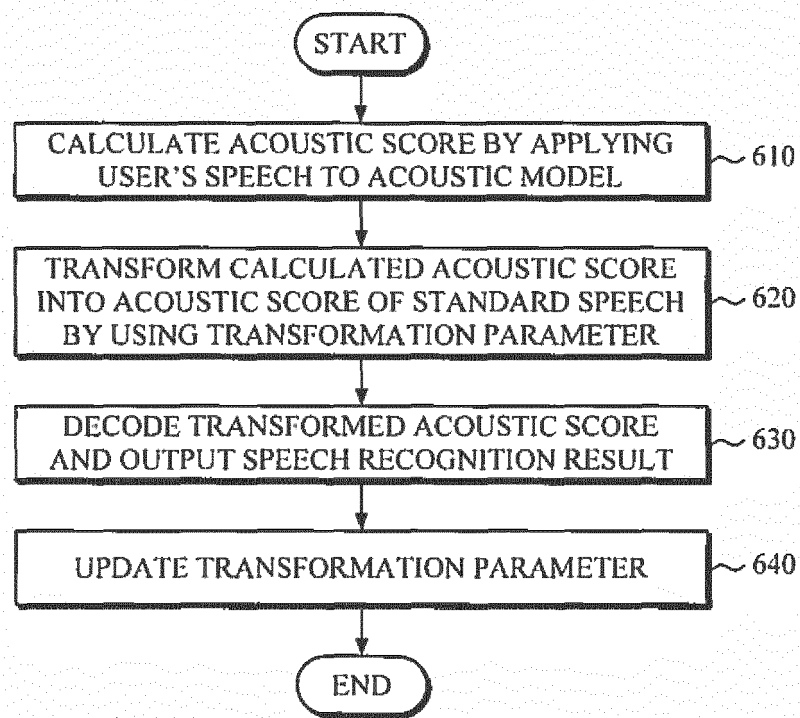 START
CALCULATE ACOUSTIC SCORE BY APPLYING
USER'S SPEECH TO ACOUSTIC MODEL
610
TRANSFORM CALCULATED ACOUSTIC SCORE
INTO ACOUSTIC SCORE OF STANDARD SPEECH
BY USING TRANSFORMATION PARAMETER
620
DECODE TRANSFORMED ACOUSTIC SCORE
AND OUTPUT SPEECH RECOGNITION RESULT
630
UPDATE TRANSFORMATION PARAMETER
640
END